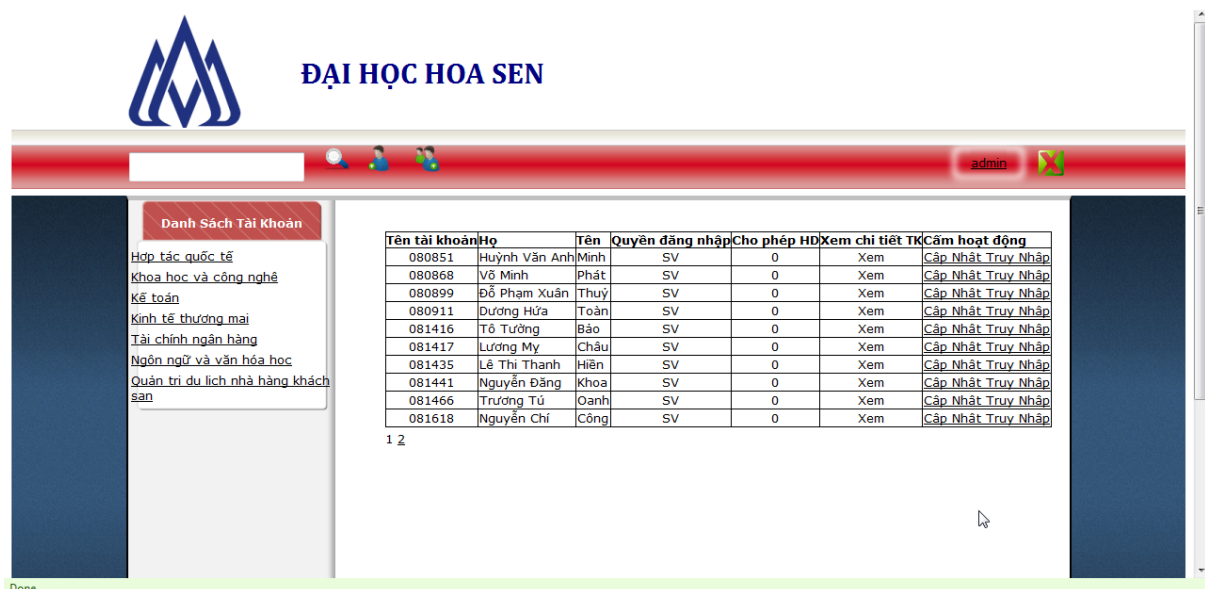 ĐẠI HỌC HOA SEN
admin
Danh Sách Tài Khoản
Hợp tác quốc tế
Khoa học và công nghệ
Kế toán
Kinh tế thương mại
Tài chính ngân hàng
Ngôn ngữ và văn hóa học
Quản trị du lịch nhà hàng khách
sạn
Tên tài khoản Họ Tên Quyền đăng nhập Cho phép HD Xem chi tiết TK Cấm hoạt động
080851 Huỳnh Văn Anh Minh SV 0 Xem Cập Nhật Truy Nhập
080868 Võ Minh Phát SV 0 Xem Cập Nhật Truy Nhập
080899 Đỗ Phạm Xuân Thuỷ SV 0 Xem Cập Nhật Truy Nhập
080911 Dương Hứa Toàn SV 0 Xem Cập Nhật Truy Nhập
081416 Tô Tường Bảo SV 0 Xem Cập Nhật Truy Nhập
081417 Lương Mỵ Châu SV 0 Xem Cập Nhật Truy Nhập
081435 Lê Thi Thanh Hiền SV 0 Xem Cập Nhật Truy Nhập
081441 Nguyễn Đăng Khoa SV 0 Xem Cập Nhật Truy Nhập
081466 Trương Tú Oanh SV 0 Xem Cập Nhật Truy Nhập
081618 Nguyễn Chí Công SV 0 Xem Cập Nhật Truy Nhập
1 2
Done